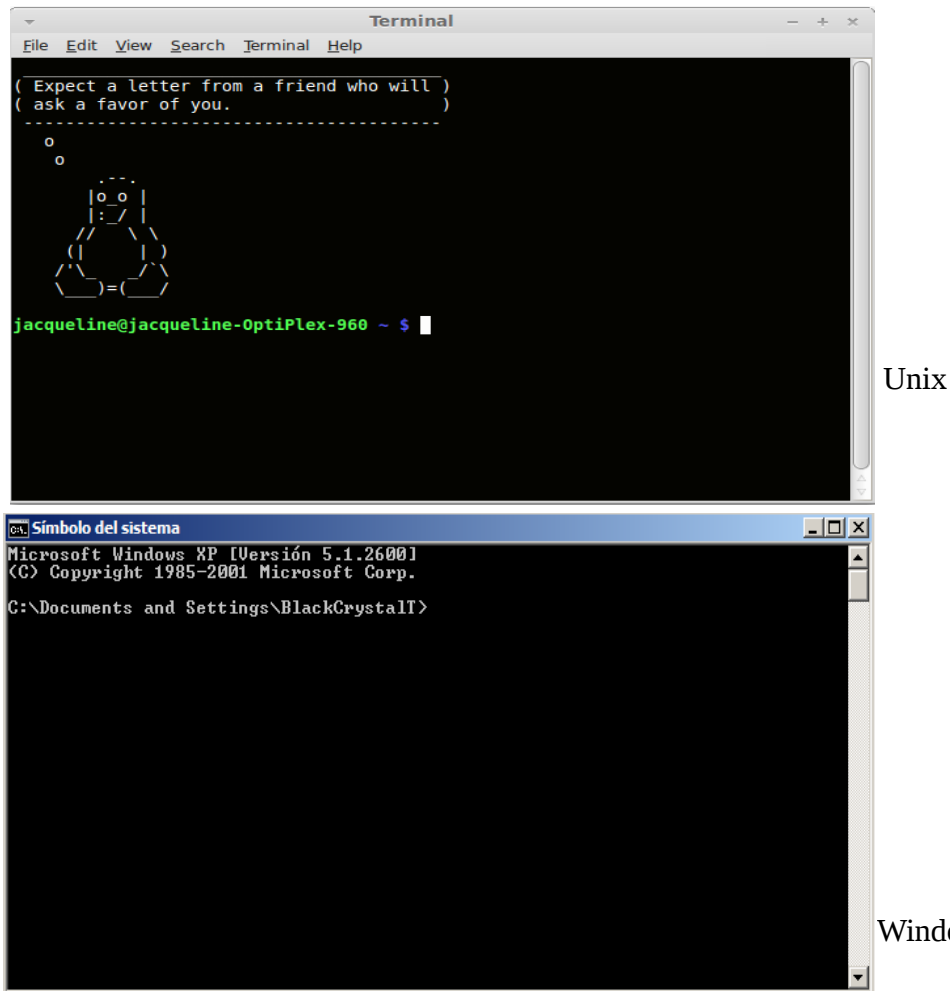 Terminal
File Edit View Search Terminal Help
( Expect a letter from a friend who will )
( ask a favor of you. )
jacqueline@jacqueline-OptiPlex-960 ~ $
Unix
Símbolo del sistema
Microsoft Windows XP [Versión 5.1.2600]
(C) Copyright 1985-2001 Microsoft Corp.
C:\Documents and Settings\BlackCrystalT>